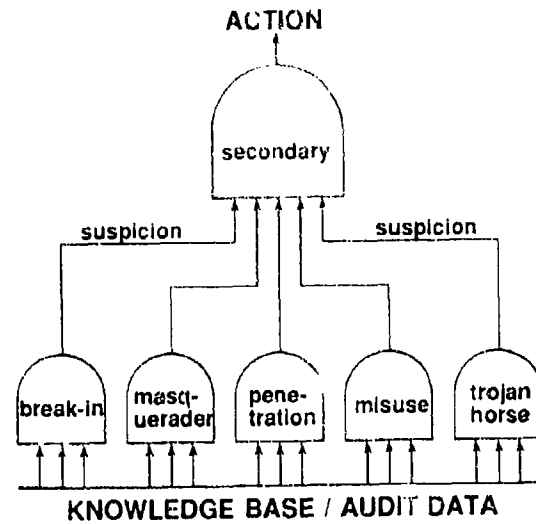 ACTION
secondary
suspicion
suspicion
break-in
masq-
uerader
pene-
tration
misuse
trojan
horse
KNOWLEDGE BASE / AUDIT DATA